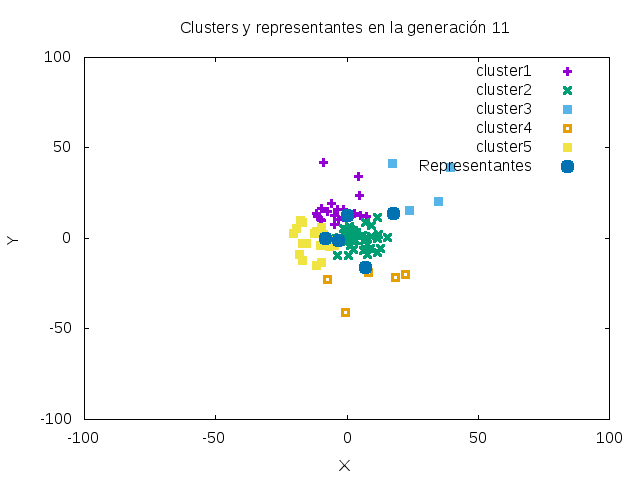 Clusters y representantes en la generación 11
100
50
0
-50
-100
-100 -50 0 50 100
X
Y
cluster1
cluster2
cluster3
cluster4
cluster5
Representantes